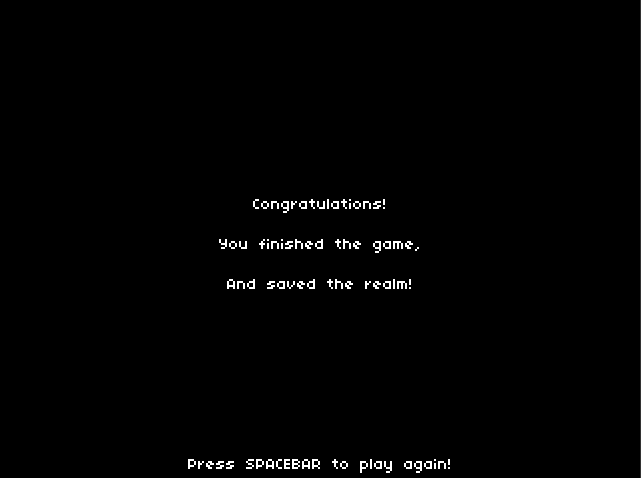 Congratulations!
You finished the game,
And saved the realm!
Press SPACEBAR to play again!